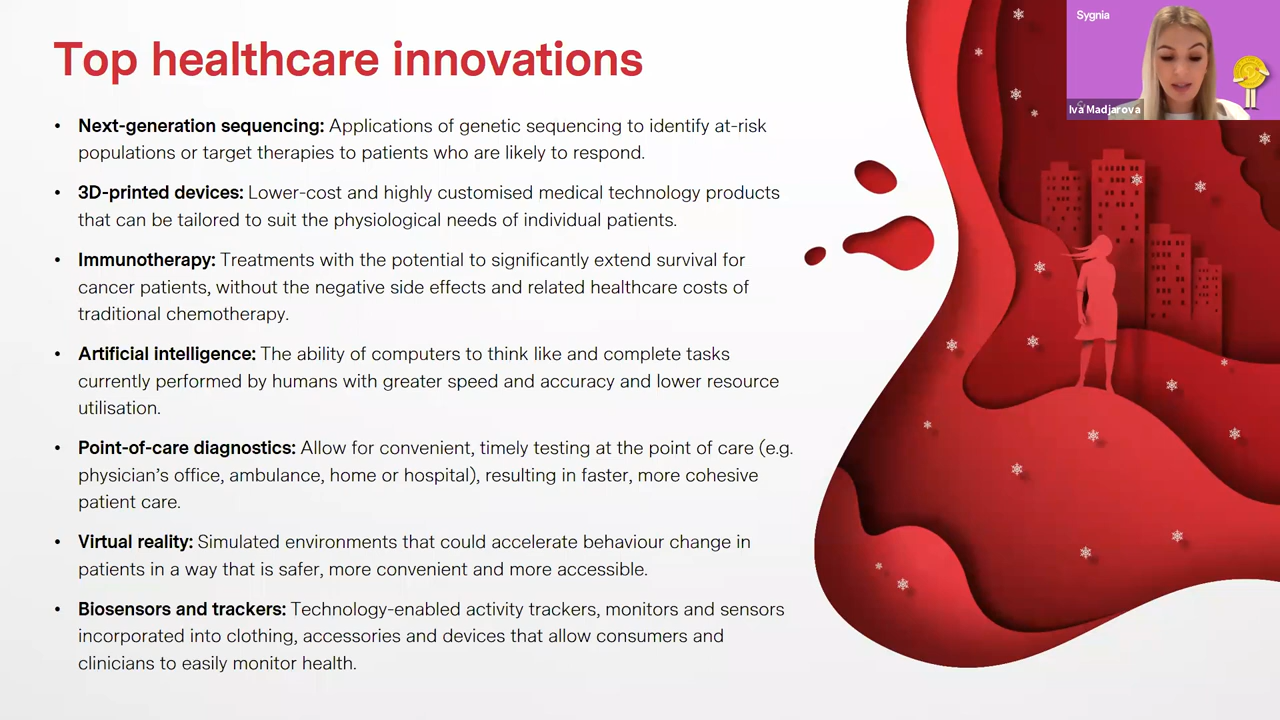 Top healthcare innovations
• Next-generation sequencing: Applications of genetic sequencing to identify at-risk
populations or target therapies to patients who are likely to respond.
• 3D-printed devices: Lower-cost and highly customised medical technology products
that can be tailored to suit the physiological needs of individual patients.
• Immunotherapy: Treatments with the potential to significantly extend survival for
cancer patients, without the negative side effects and related healthcare costs of
traditional chemotherapy.
• Artificial intelligence: The ability of computers to think like and complete tasks
currently performed by humans with greater speed and accuracy and lower resource
utilisation.
• Point-of-care diagnostics: Allow for convenient, timely testing at the point of care (e.g.
physician's office, ambulance, home or hospital), resulting in faster, more cohesive
patient care.
• Virtual reality: Simulated environments that could accelerate behaviour change in
patients in a way that is safer, more convenient and more accessible.
• Biosensors and trackers: Technology-enabled activity trackers, monitors and sensors
incorporated into clothing, accessories and devices that allow consumers and
clinicians to easily monitor health.
Sygnia
Iva Madjarova